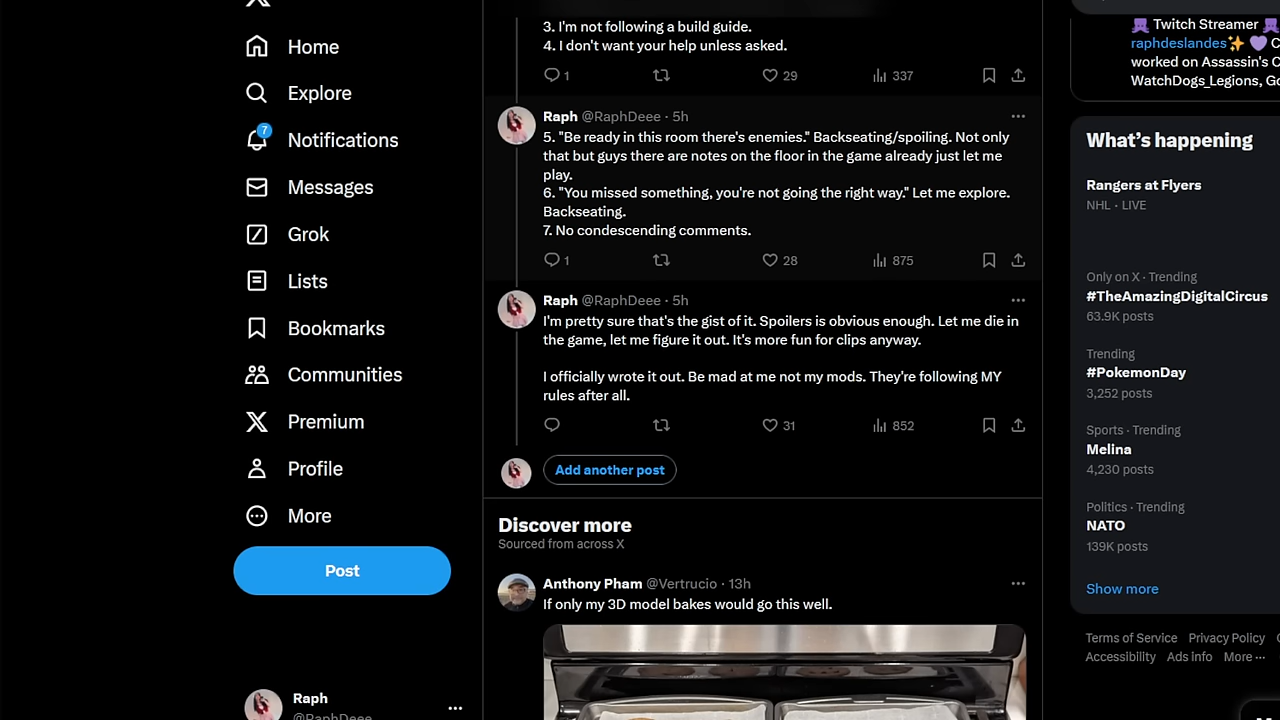 Home
Explore
7
Notifications
Messages
Grok
Lists
Bookmarks
Communities
Premium
Profile
More
Post
Raph
@RaphDeee
3. I'm not following a build guide.
4. I don't want your help unless asked.
1 29 337
Raph @RaphDeee · 5h
5. "Be ready in this room there's enemies." Backseating/spoiling. Not only
that but guys there are notes on the floor in the game already just let me
play.
6. "You missed something, you're not going the right way." Let me explore.
Backseating.
7. No condescending comments.
1 28 875
Raph @RaphDeee · 5h
I'm pretty sure that's the gist of it. Spoilers is obvious enough. Let me die in
the game, let me figure it out. It's more fun for clips anyway.
I officially wrote it out. Be mad at me not my mods. They're following MY
rules after all.
31 852
Add another post
Discover more
Sourced from across X
Anthony Pham @Vertrucio · 13h
If only my 3D model bakes would go this well.
Twitch Streamer
raphdeslandes
worked on Assassin's
WatchDogs_Legions,
What's happening
Rangers at Flyers
NHL · LIVE
Only on X · Trending
#TheAmazingDigitalCircus
63.9K posts
Trending
#PokemonDay
3,252 posts
Sports · Trending
Melina
4,230 posts
Politics · Trending
NATO
139K posts
Show more
Terms of Service Privacy Policy
Accessibility Ads info More ...